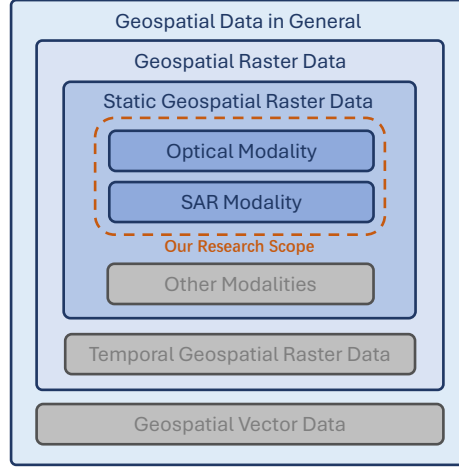 Geospatial Data in General
Geospatial Raster Data
Static Geospatial Raster Data
Optical Modality
SAR Modality
Our Research Scope
Other Modalities
Temporal Geospatial Raster Data
Geospatial Vector Data